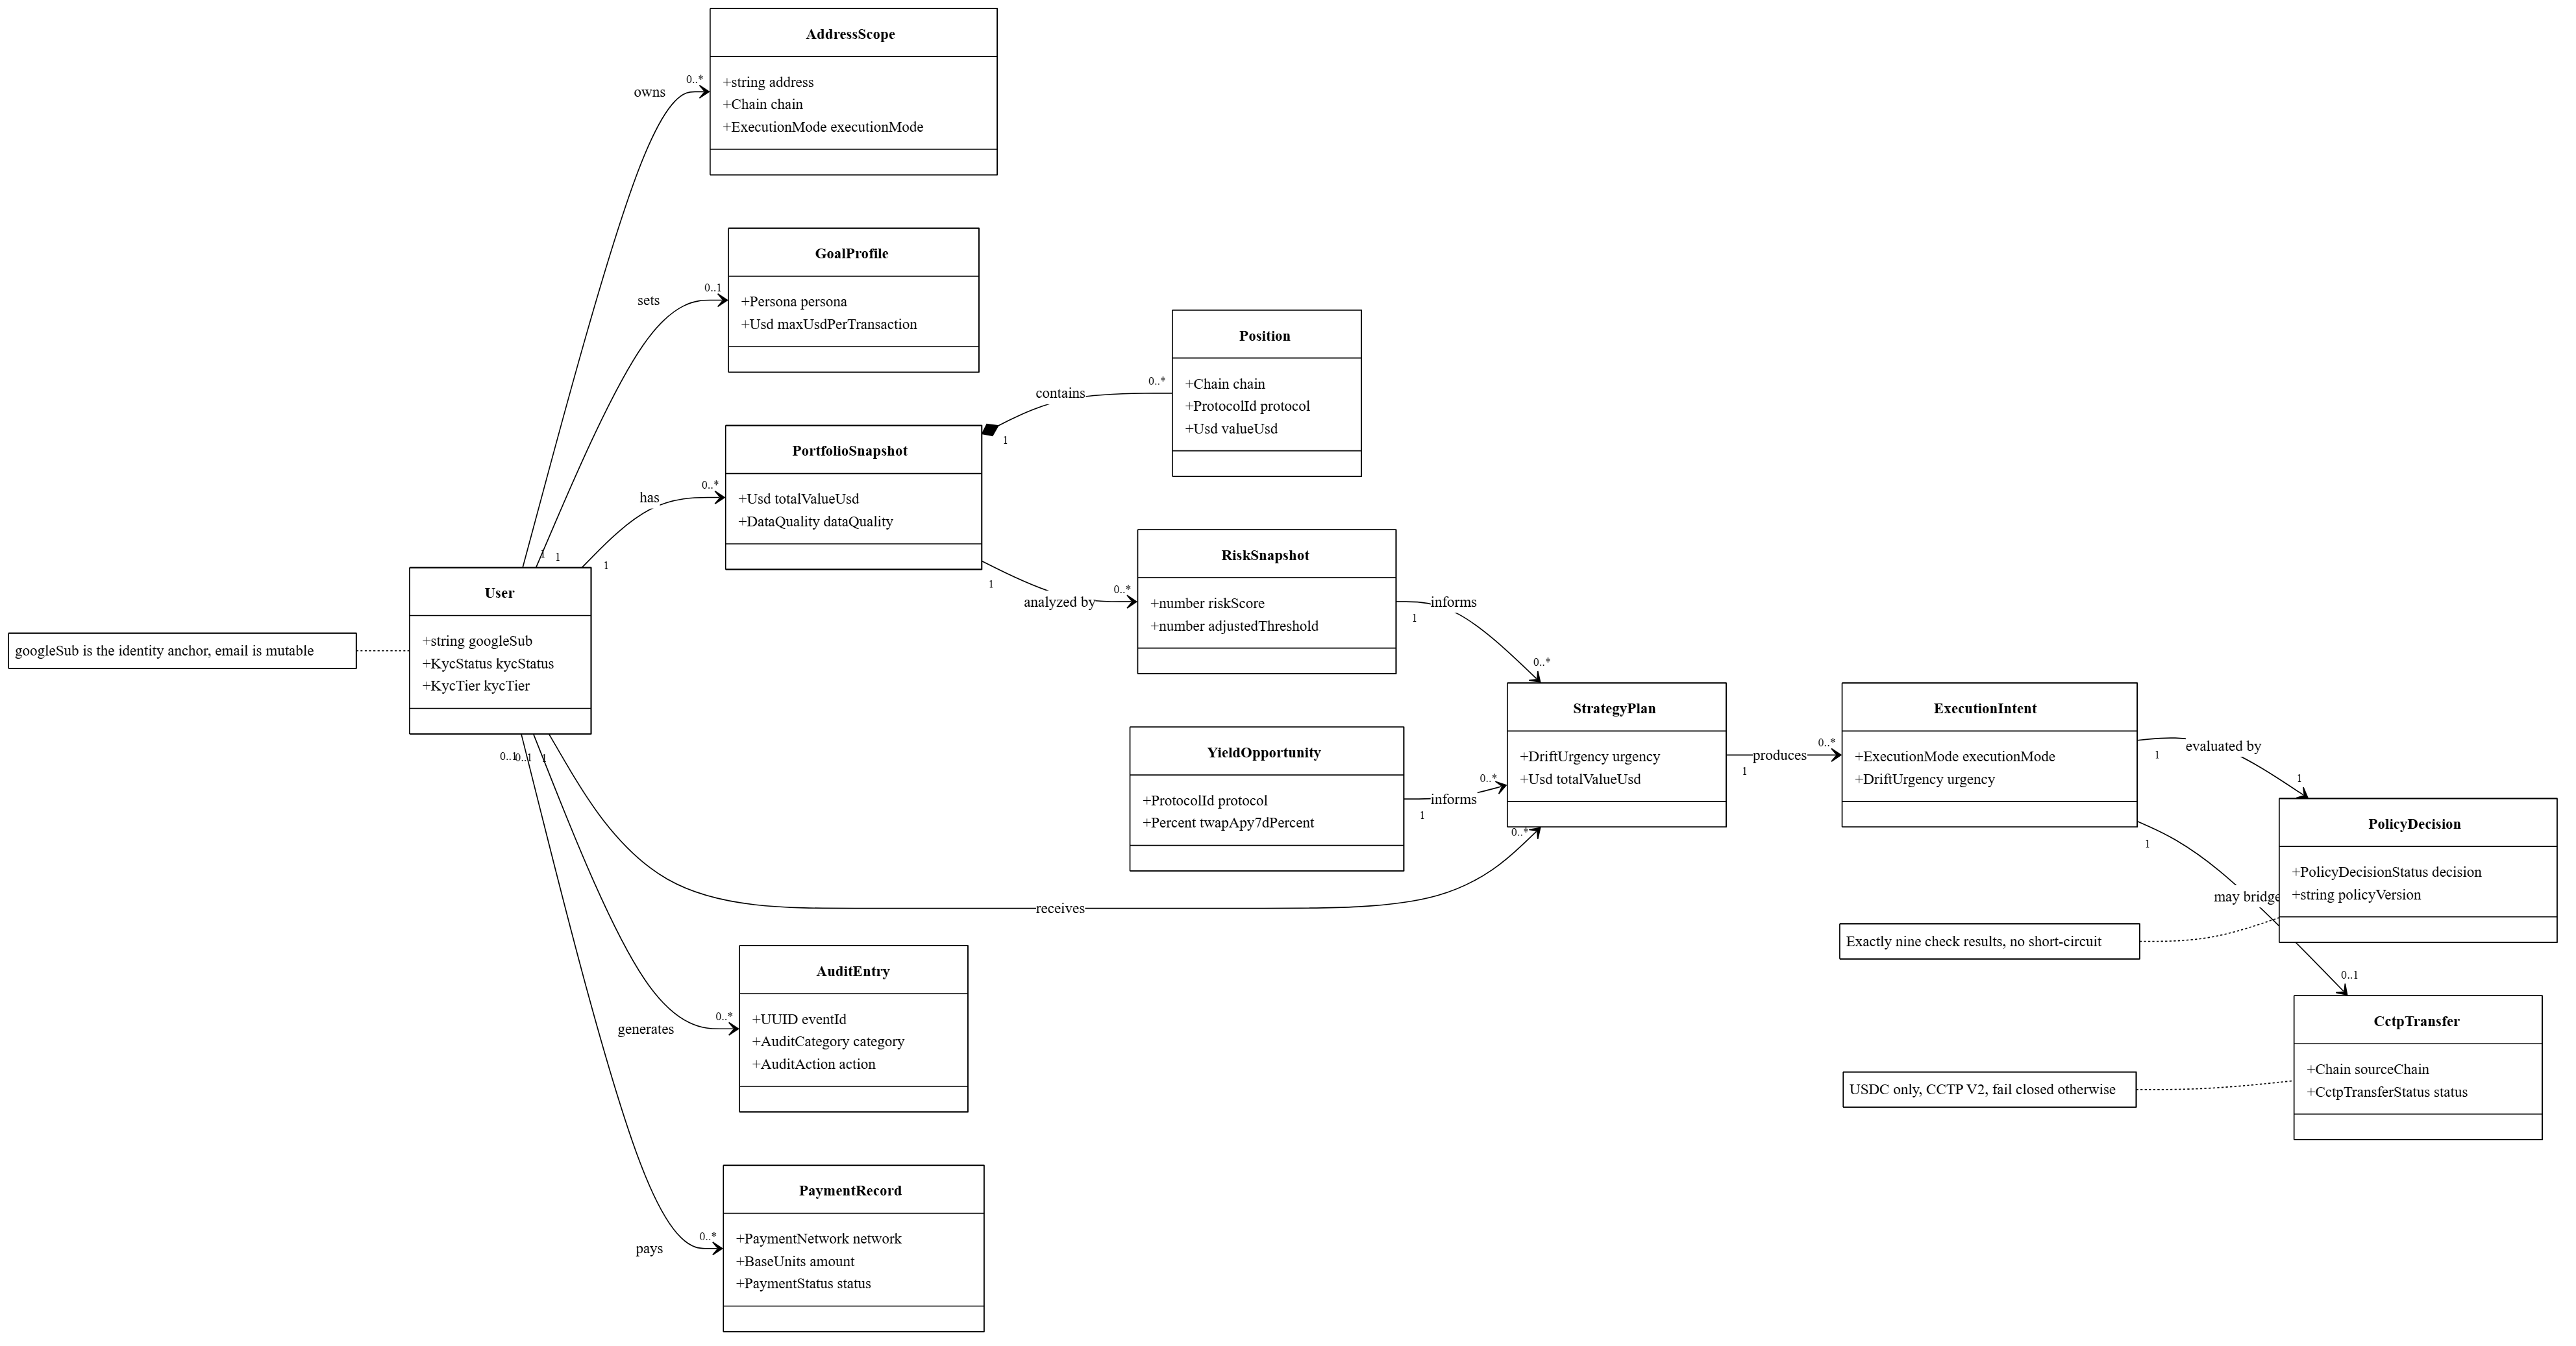 AddressScope
+string address
+Chain chain
+ExecutionMode executionMode
owns
0..*
1
GoalProfile
+Persona persona
+Usd maxUsdPerTransaction
sets
0..1
1
Position
+Chain chain
+ProtocolId protocol
+Usd valueUsd
contains
0..*
1
PortfolioSnapshot
+Usd totalValueUsd
+DataQuality dataQuality
has
0..*
1
RiskSnapshot
+number riskScore
+number adjustedThreshold
analyzed by
0..*
1
User
+string googleSub
+KycStatus kycStatus
+KycTier kycTier
googleSub is the identity anchor, email is mutable
informs
1
0..*
StrategyPlan
+DriftUrgency urgency
+Usd totalValueUsd
YieldOpportunity
+ProtocolId protocol
+Percent twapApy7dPercent
informs
1
0..*
produces
1
0..*
ExecutionIntent
+ExecutionMode executionMode
+DriftUrgency urgency
evaluated by
1
1
PolicyDecision
+PolicyDecisionStatus decision
+string policyVersion
may bridge
1
0..1
Exactly nine check results, no short-circuit
receives
1
0..*
AuditEntry
+UUID eventId
+AuditCategory category
+AuditAction action
generates
0..1
0..*
CctpTransfer
+Chain sourceChain
+CctpTransferStatus status
USDC only, CCTP V2, fail closed otherwise
PaymentRecord
+PaymentNetwork network
+BaseUnits amount
+PaymentStatus status
pays
0..1
0..*